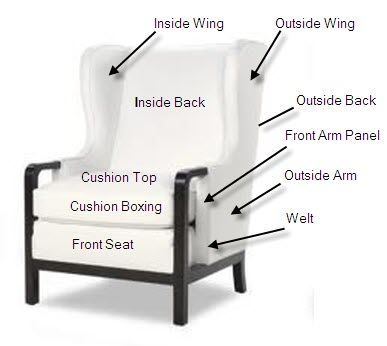 Inside Wing
Outside Wing
Inside Back
Outside Back
Front Arm Panel
Cushion Top
Outside Arm
Cushion Boxing
Welt
Front Seat